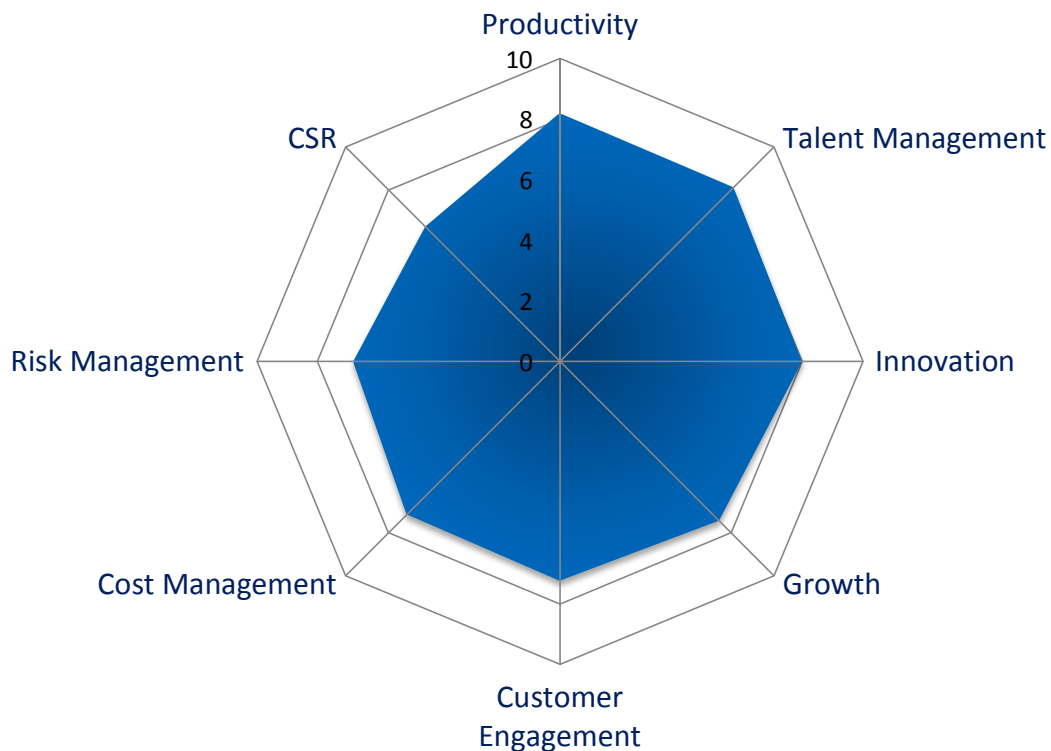 Productivity
10
CSR
Talent Management
8
6
4
2
Risk Management
0
Innovation
Cost Management
Growth
Customer
Engagement